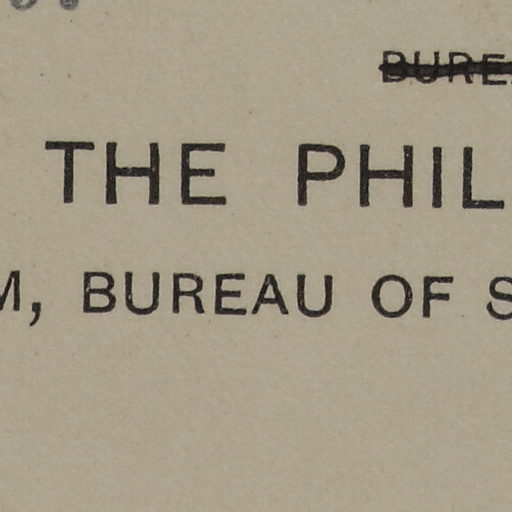 BURE
THE PHIL
M, BUREAU OF S